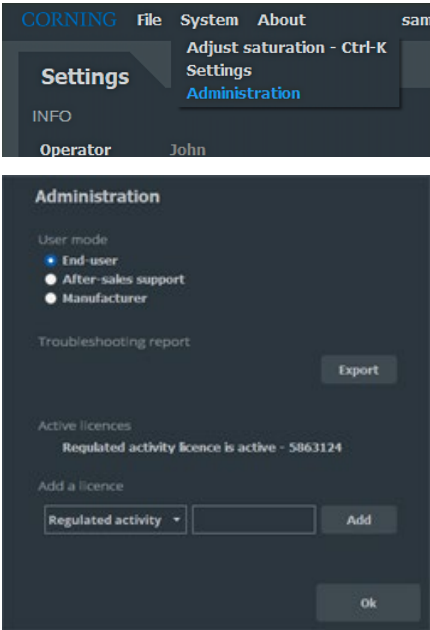 CORNING File System About sam
Adjust saturation - Ctrl-K
Settings
Settings
Administration
INFO
Operator John
Administration
User mode
End-user
After-sales support
Manufacturer
Troubleshooting report
Export
Active licences
Regulated activity licence is active - 5863124
Add a licence
Regulated activity Add
Ok